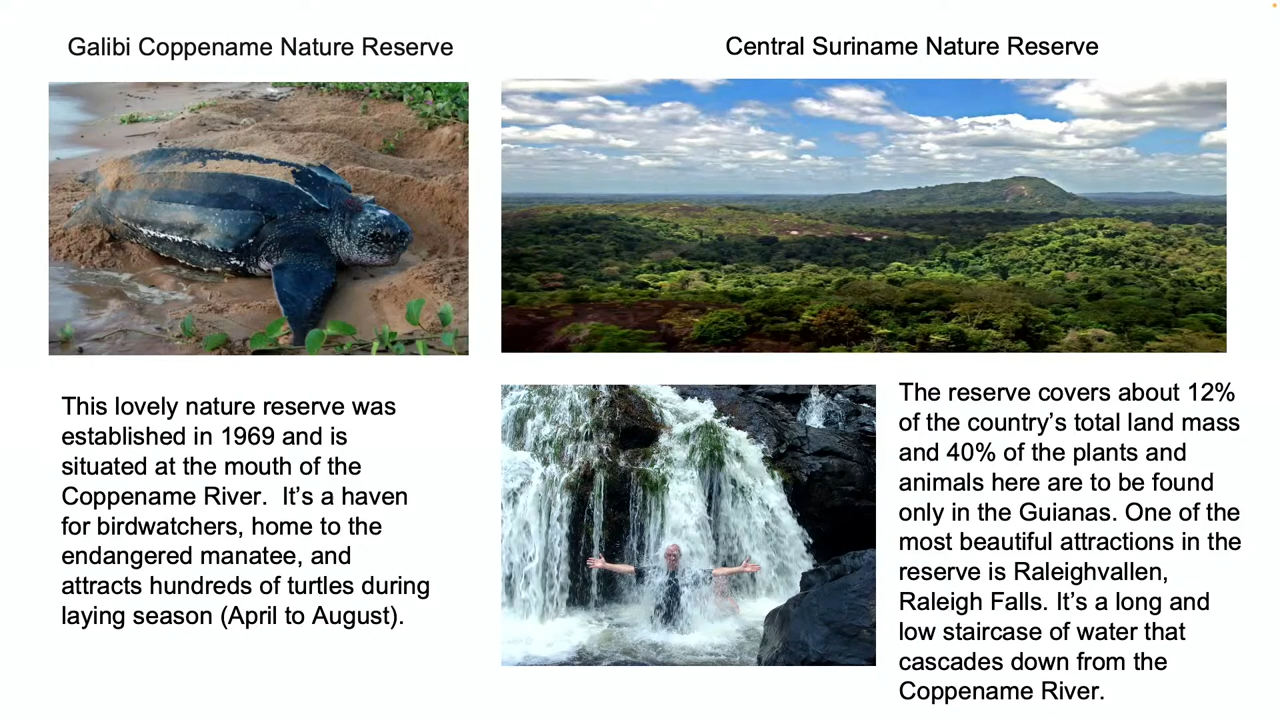 Galibi Coppename Nature Reserve
Central Suriname Nature Reserve
This lovely nature reserve was
established in 1969 and is
situated at the mouth of the
Coppename River.  It’s a haven
for birdwatchers, home to the
endangered manatee, and
attracts hundreds of turtles during
laying season (April to August).
The reserve covers about 12%
of the country’s total land mass
and 40% of the plants and
animals here are to be found
only in the Guianas. One of the
most beautiful attractions in the
reserve is Raleighvallen,
Raleigh Falls. It’s a long and
low staircase of water that
cascades down from the
Coppename River.